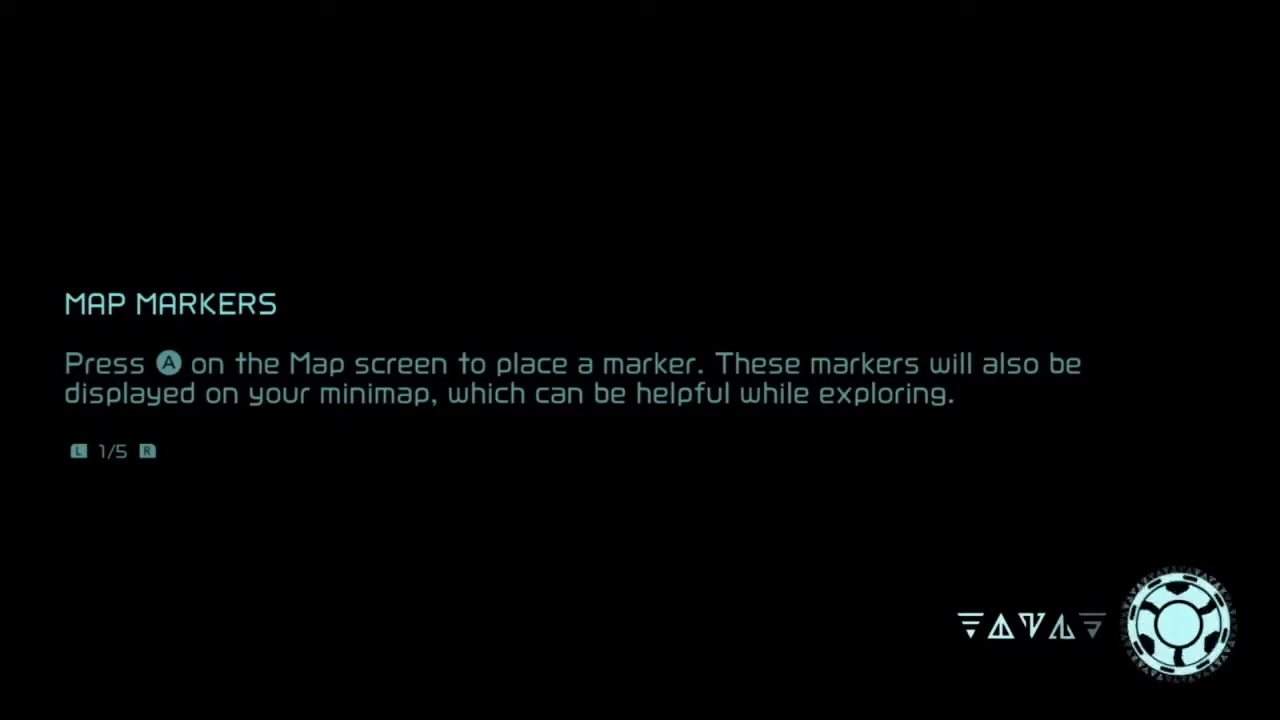 MAP MARKERS
Press A on the Map screen to place a marker. These markers will also be
displayed on your minimap, which can be helpful while exploring.
L 1/5 R